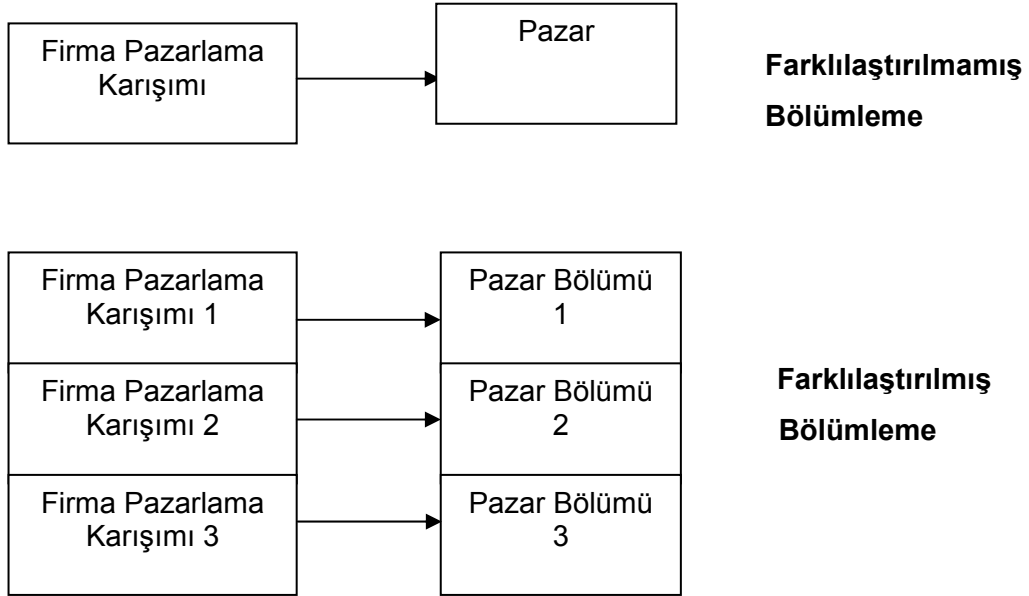 Firma Pazarlama
Karışımı
Pazar
Farklılaştırılmamış
Bölümleme
Firma Pazarlama
Karışımı 1
Pazar Bölümü
1
Firma Pazarlama
Karışımı 2
Pazar Bölümü
2
Farklılaştırılmış
Bölümleme
Firma Pazarlama
Karışımı 3
Pazar Bölümü
3